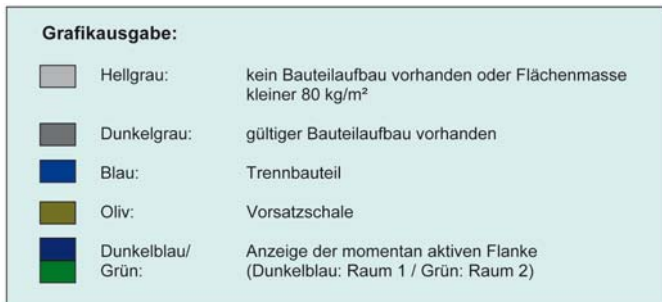 Grafikausgabe:
Hellgrau: kein Bauteilaufbau vorhanden oder Flächenmasse
kleiner 80 kg/m²
Dunkelgrau: gültiger Bauteilaufbau vorhanden
Blau: Trennbauteil
Oliv: Vorsatzschale
Dunkelblau/ Anzeige der momentan aktiven Flanke
Grün: (Dunkelblau: Raum 1 / Grün: Raum 2)